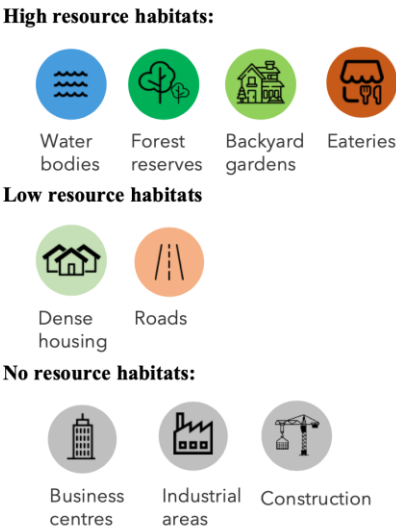 High resource habitats:
Water bodies
Forest reserves
Backyard gardens
Eateries
Low resource habitats
Dense housing
Roads
No resource habitats:
Business centres
Industrial areas
Construction